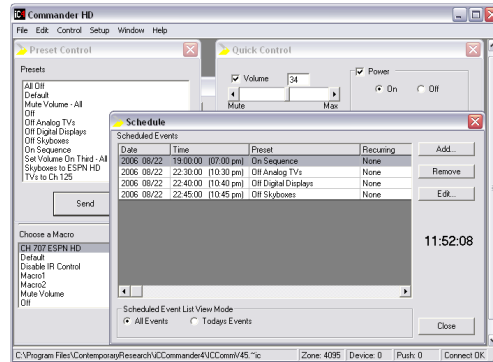 iC4 Commander HD
File Edit Control Setup Window Help
Preset Control
Presets
All Off
Default
Mute Volume - All
Off
Off Analog TVs
Off Digital Displays
Off Skyboxes
On Sequence
Set Volume On Third - All
Skyboxes to ESPN HD
TVs to Ch 125
Send
Choose a Macro
CH 707 ESPN HD
Default
Disable IR Control
Macro1
Macro2
Mute Volume
Off
Quick Control
Volume 34
Mute Max
Power
On Off
Schedule
Scheduled Events
Date Time Preset Recurring
2006 08/22 19:00:00 (07:00 pm) On Sequence None
2006 08/22 22:30:00 (10:30 pm) Off Analog TVs None
2006 08/22 22:40:00 (10:40 pm) Off Digital Displays None
2006 08/22 22:45:00 (10:45 pm) Off Skyboxes None
Add...
Remove
Edit...
11:52:08
Scheduled Event List View Mode
All Events Todays Events
Close
C:\Program Files\ContemporaryResearch\iCCommander4\ICCommV45.~ic Zone: 4095 Device: 0 Push: 0 Connect OK